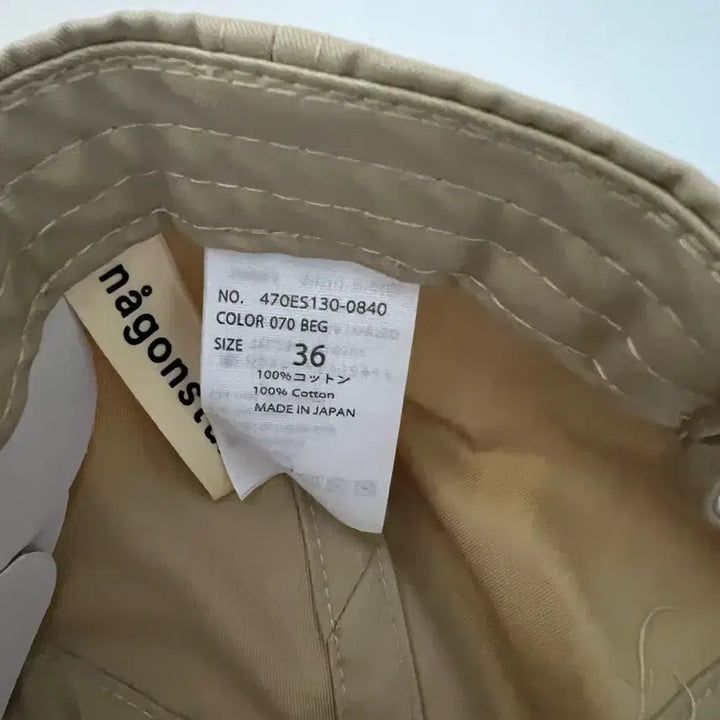 någonst
NO. 470ES130-0840
COLOR 070 BEG
SIZE 36
100%コットン
100% Cotton
MADE IN JAPAN